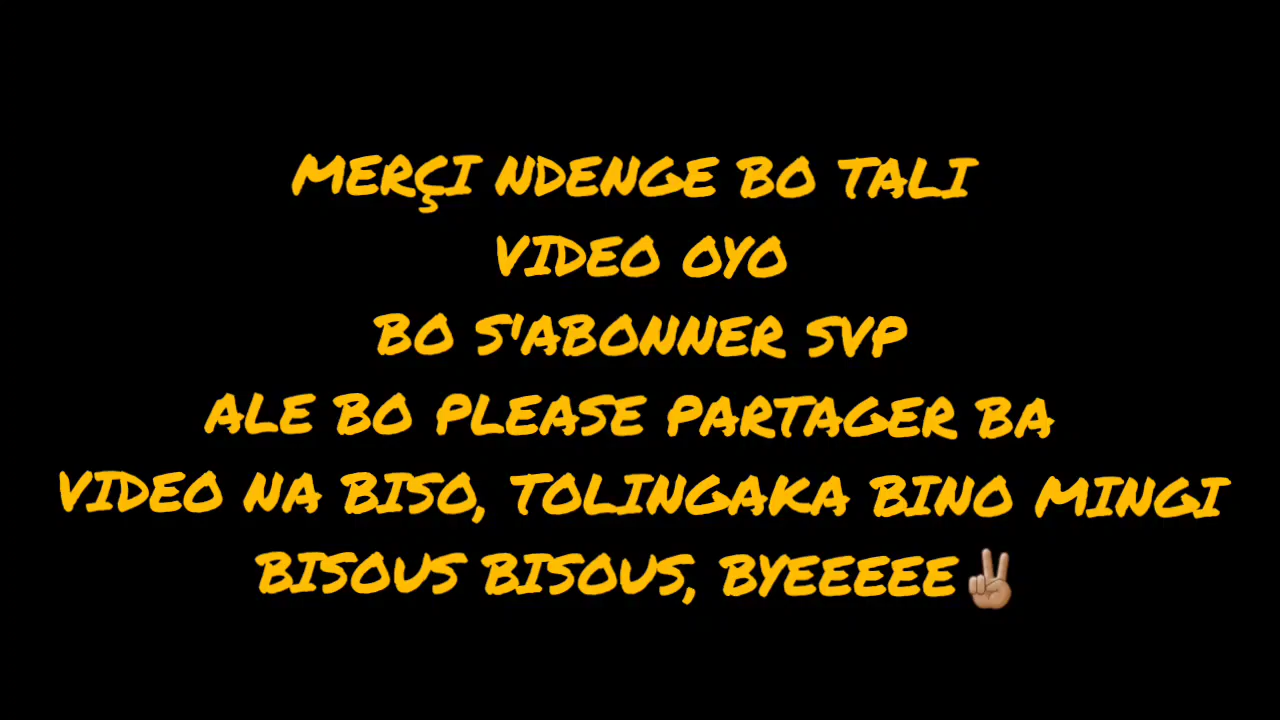 MERÇI NDENGE BO TALI
VIDEO OYO
BO S'ABONNER SVP
ALE BO PLEASE PARTAGER BA
VIDEO NA BISO, TOLINGAKA BINO MINGI
BISOUS BISOUS, BYEEEEE✌🏽